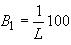 B₁ = 1/L 100